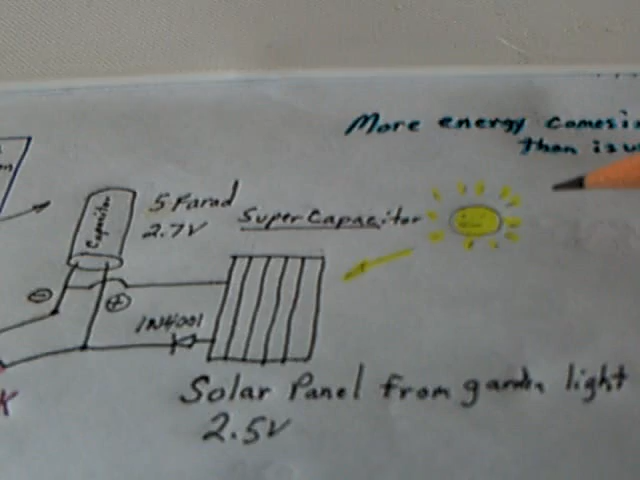 More energy comes in
than is u
5 Farad
2.7V
Super Capacitor
Capacitor
1N4001
Solar Panel from garden light
2.5V
K